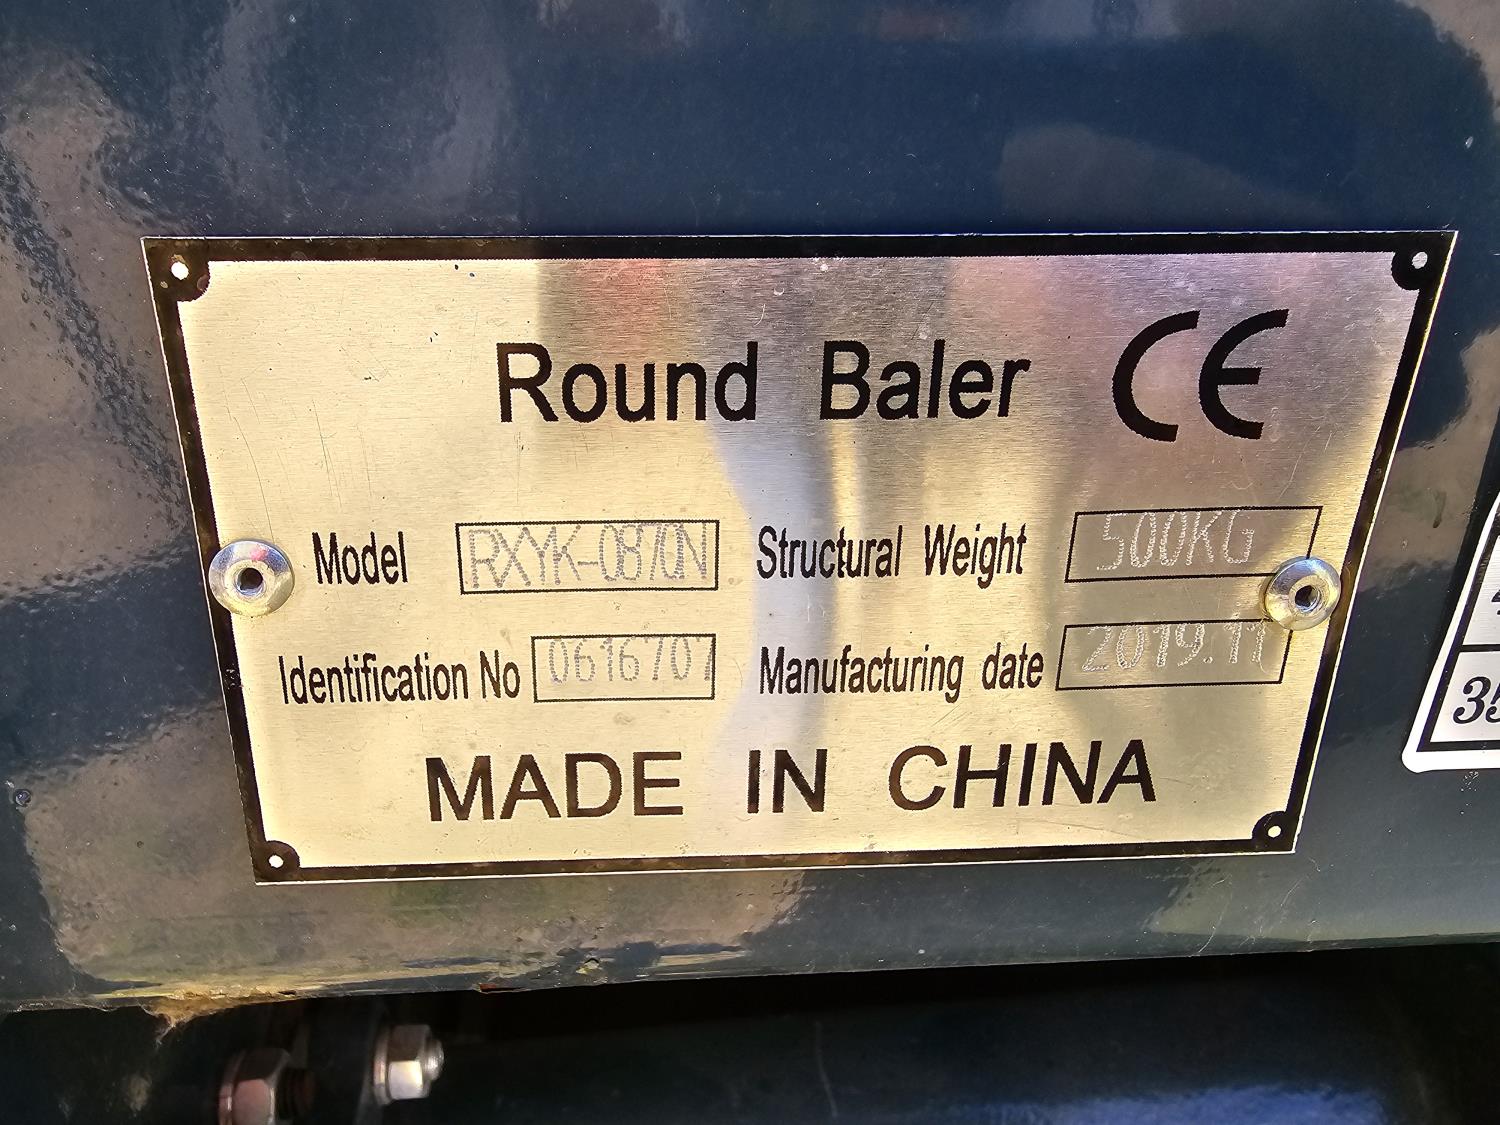 Round Baler CE
Model RXYK-0870N Structural Weight 500KG
Identification No 0616707 Manufacturing date 2019.11
MADE IN CHINA
35